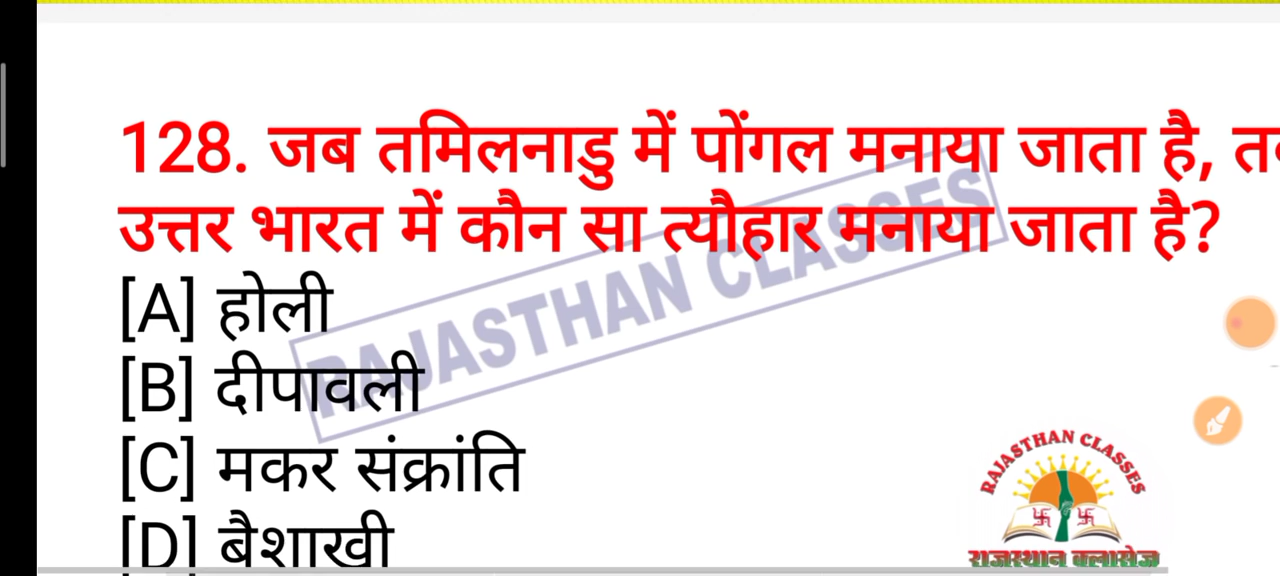 128. जब तमिलनाडु में पोंगल मनाया जाता है,
उत्तर भारत में कौन सा त्यौहार मनाया जाता है?
[A] होली
[B] दीपावली
[C] मकर संक्रांति
[D] बैशाखी
RAJASTHAN CLASSES
RAJASTHAN CLASSES
राजस्थान क्लासेज